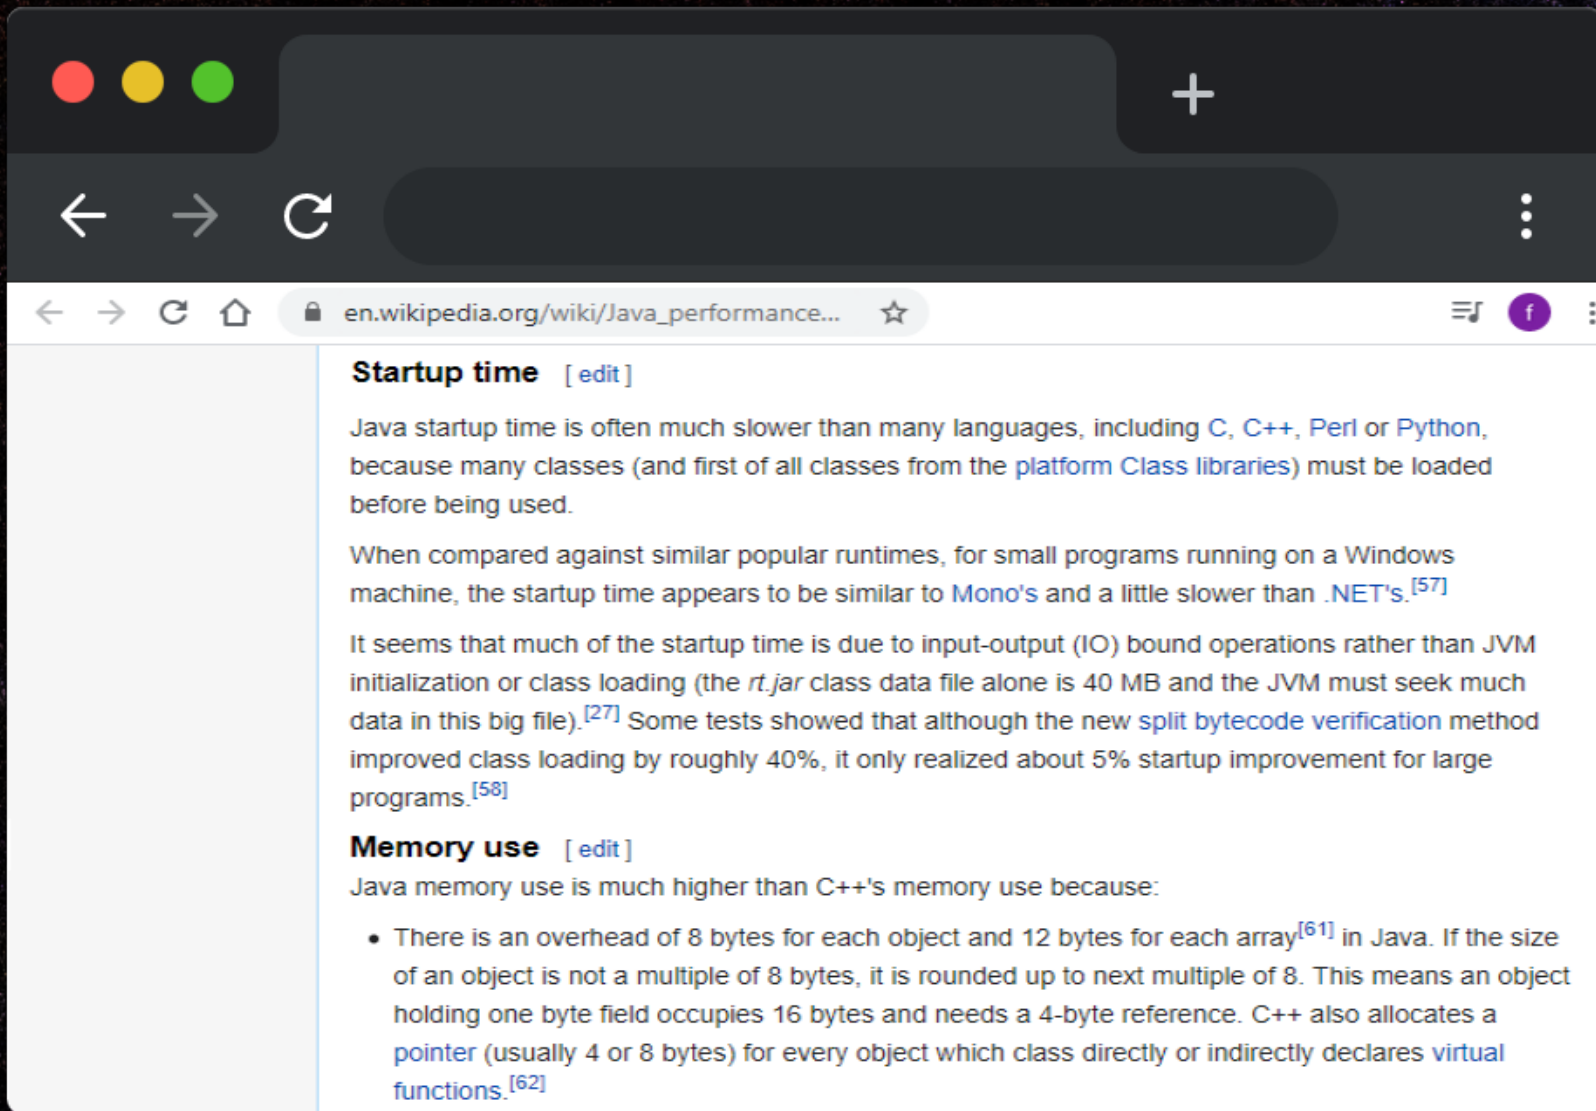 en.wikipedia.org/wiki/Java_performance...
f
Startup time [ edit ]
Java startup time is often much slower than many languages, including C, C++, Perl or Python,
because many classes (and first of all classes from the platform Class libraries) must be loaded
before being used.
When compared against similar popular runtimes, for small programs running on a Windows
machine, the startup time appears to be similar to Mono's and a little slower than .NET's.[57]
It seems that much of the startup time is due to input-output (IO) bound operations rather than JVM
initialization or class loading (the rt.jar class data file alone is 40 MB and the JVM must seek much
data in this big file).[27] Some tests showed that although the new split bytecode verification method
improved class loading by roughly 40%, it only realized about 5% startup improvement for large
programs.[58]
Memory use [ edit ]
Java memory use is much higher than C++'s memory use because:
• There is an overhead of 8 bytes for each object and 12 bytes for each array[61] in Java. If the size
of an object is not a multiple of 8 bytes, it is rounded up to next multiple of 8. This means an object
holding one byte field occupies 16 bytes and needs a 4-byte reference. C++ also allocates a
pointer (usually 4 or 8 bytes) for every object which class directly or indirectly declares virtual
functions.[62]